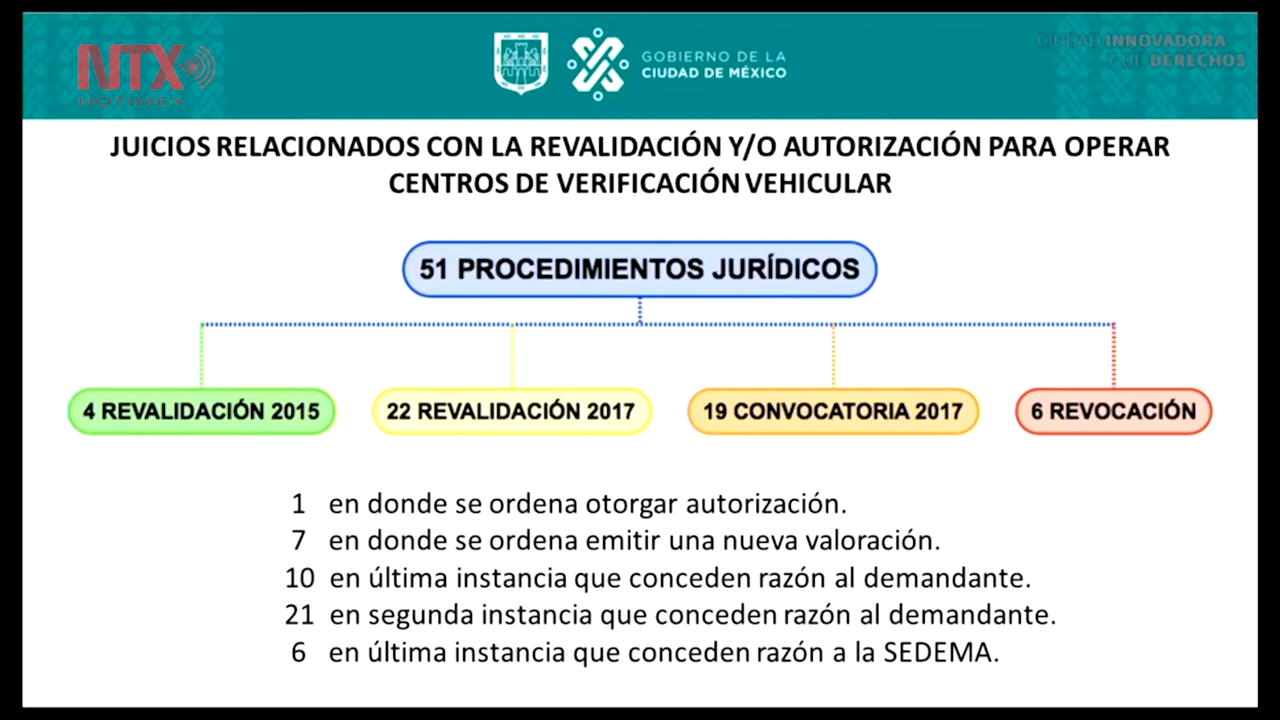 NTX
NOTIMEX
GOBIERNO DE LA
CIUDAD DE MÉXICO
CIUDAD INNOVADORA
Y DE DERECHOS
JUICIOS RELACIONADOS CON LA REVALIDACIÓN Y/O AUTORIZACIÓN PARA OPERAR
CENTROS DE VERIFICACIÓN VEHICULAR
51 PROCEDIMIENTOS JURÍDICOS
4 REVALIDACIÓN 2015
22 REVALIDACIÓN 2017
19 CONVOCATORIA 2017
6 REVOCACIÓN
1 en donde se ordena otorgar autorización.
7 en donde se ordena emitir una nueva valoración.
10 en última instancia que conceden razón al demandante.
21 en segunda instancia que conceden razón al demandante.
6 en última instancia que conceden razón a la SEDEMA.